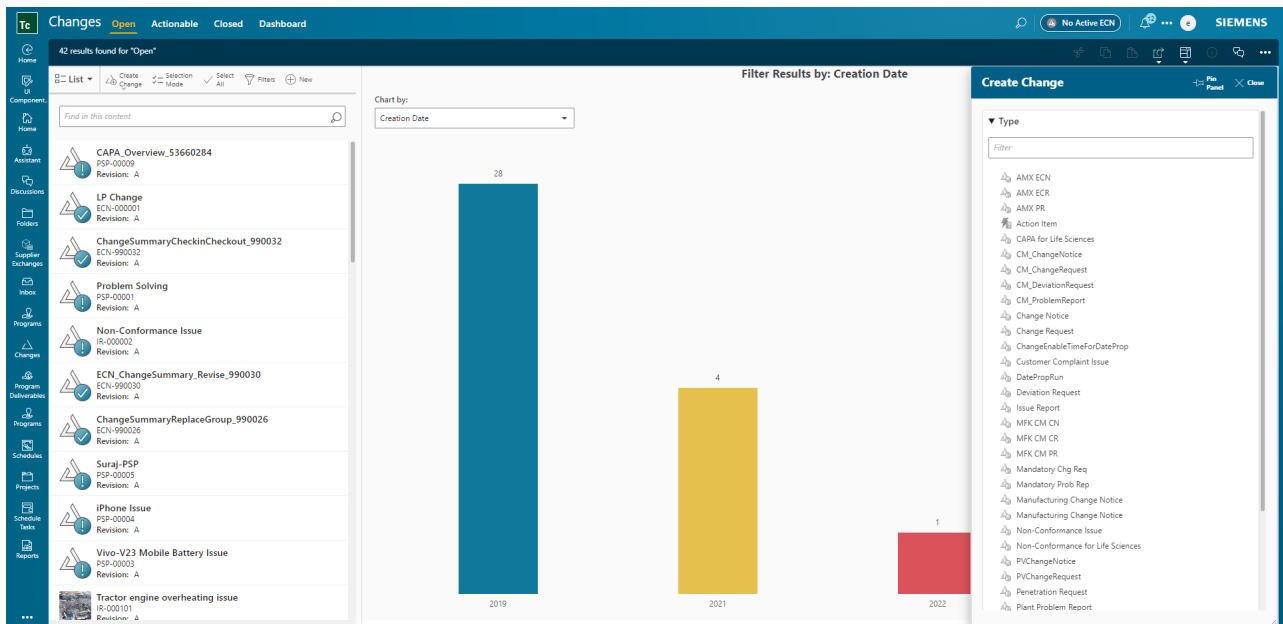 Tc
Changes Open Actionable Closed Dashboard
No Active ECN
e
SIEMENS
42 results found for "Open"
Home
UI
Component.
Home
Assistant
Discussions
Folders
Supplier
Exchanges
Inbox
Programs
Changes
Program
Deliverables
Programs
Schedules
Projects
Schedule
Tasks
Reports
List
Create
Change
Selection
Mode
Select
All
Filters
New
Find in this content
CAPA_Overview_53660284
PSP-00009
Revision: A
LP Change
ECN-000001
Revision: A
ChangeSummaryCheckinCheckout_990032
ECN-990032
Revision: A
Problem Solving
PSP-00001
Revision: A
Non-Conformance Issue
IR-000002
Revision: A
ECN_ChangeSummary_Revise_990030
ECN-990030
Revision: A
ChangeSummaryReplaceGroup_990026
ECN-990026
Revision: A
Suraj-PSP
PSP-00005
Revision: A
iPhone Issue
PSP-00004
Revision: A
Vivo-V23 Mobile Battery Issue
PSP-00003
Revision: A
Tractor engine overheating issue
IR-000101
Revision: A
Filter Results by: Creation Date
Chart by:
Creation Date
28
4
1
2019
2021
2022
Create Change
Pin
Panel
Close
Type
Filter
AMX ECN
AMX ECR
AMX PR
Action Item
CAPA for Life Sciences
CM_ChangeNotice
CM_ChangeRequest
CM_DeviationRequest
CM_ProblemReport
Change Notice
Change Request
ChangeEnableTimeForDateProp
Customer Complaint Issue
DatePropRun
Deviation Request
Issue Report
MFK CM CN
MFK CM CR
MFK CM PR
Mandatory Chg Req
Mandatory Prob Rep
Manufacturing Change Notice
Manufacturing Change Notice
Non-Conformance Issue
Non-Conformance for Life Sciences
PVChangeNotice
PVChangeRequest
Penetration Request
Plant Problem Report